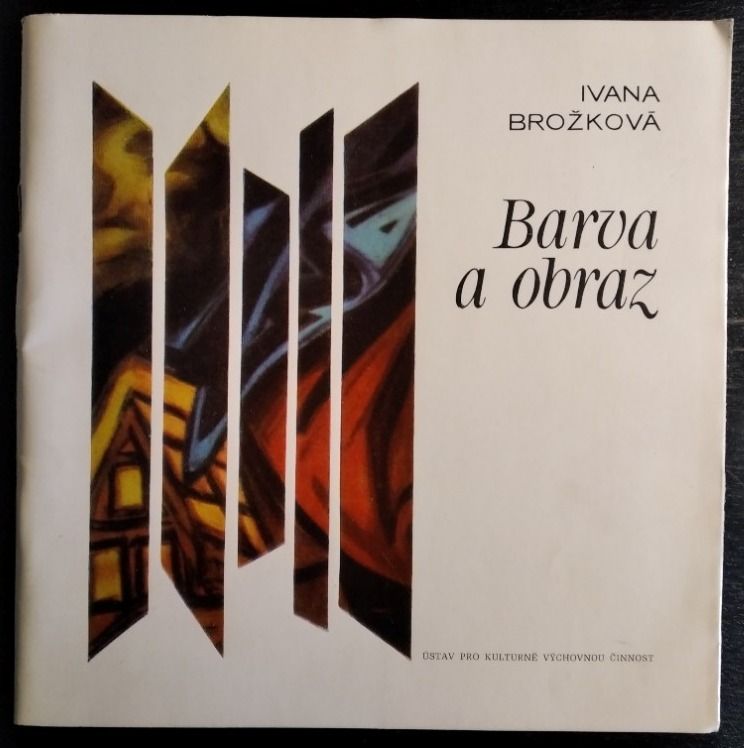 IVANA
BROŽKOVÁ
Barva
a obraz
ÚSTAV PRO KULTURNĚ VÝCHOVNOU ČINNOST